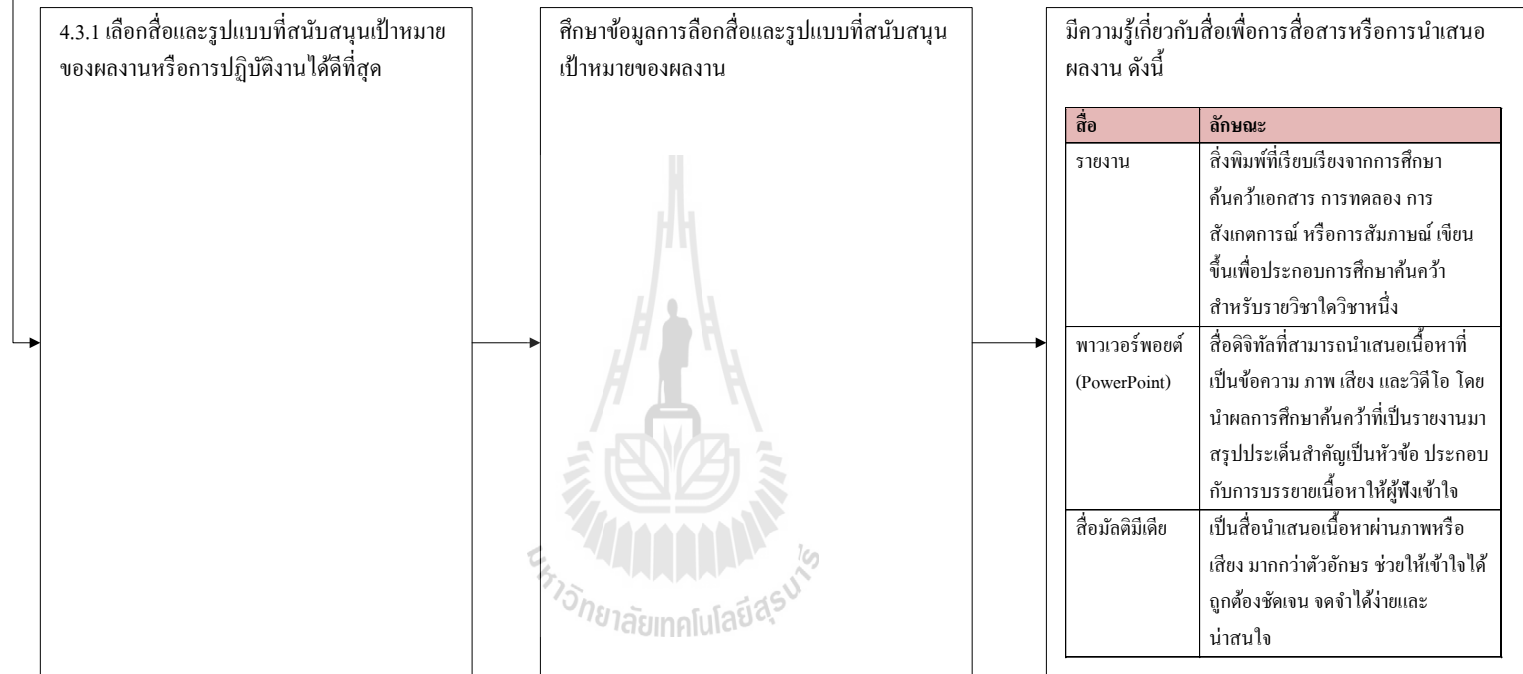 4.3.1 เลือกสื่อและรูปแบบที่สนับสนุนเป้าหมาย
ของผลงานหรือการปฏิบัติงานได้ดีที่สุด
ศึกษาข้อมูลการลือกสื่อและรูปแบบที่สนับสนุน
เป้าหมายของผลงาน
มีความรู้เกี่ยวกับสื่อเพื่อการสื่อสารหรือการนำเสนอ
ผลงาน ดังนี้
สื่อ ลักษณะ
รายงาน สิ่งพิมพ์ที่เรียบเรียงจากการศึกษา
ค้นคว้าเอกสาร การทดลอง การ
สังเกตการณ์ หรือการสัมภาษณ์ เขียน
ขึ้นเพื่อประกอบการศึกษาค้นคว้า
สำหรับรายวิชาใดวิชาหนึ่ง
พาวเวอร์พอยต์ สื่อดิจิทัลที่สามารถนำเสนอเนื้อหาที่
(PowerPoint) เป็นข้อความ ภาพ เสียง และวิดีโอ โดย
นำผลการศึกษาค้นคว้าที่เป็นรายงานมา
สรุปประเด็นสำคัญเป็นหัวข้อ ประกอบ
กับการบรรยายเนื้อหาให้ผู้ฟังเข้าใจ
สื่อมัลติมีเดีย เป็นสื่อนำเสนอเนื้อหาผ่านภาพหรือ
เสียง มากกว่าตัวอักษร ช่วยให้เข้าใจได้
ถูกต้องชัดเจน จดจำได้ง่ายและ
น่าสนใจ
มหาวิทยาลัยเทคโนโลยีสุรนารี